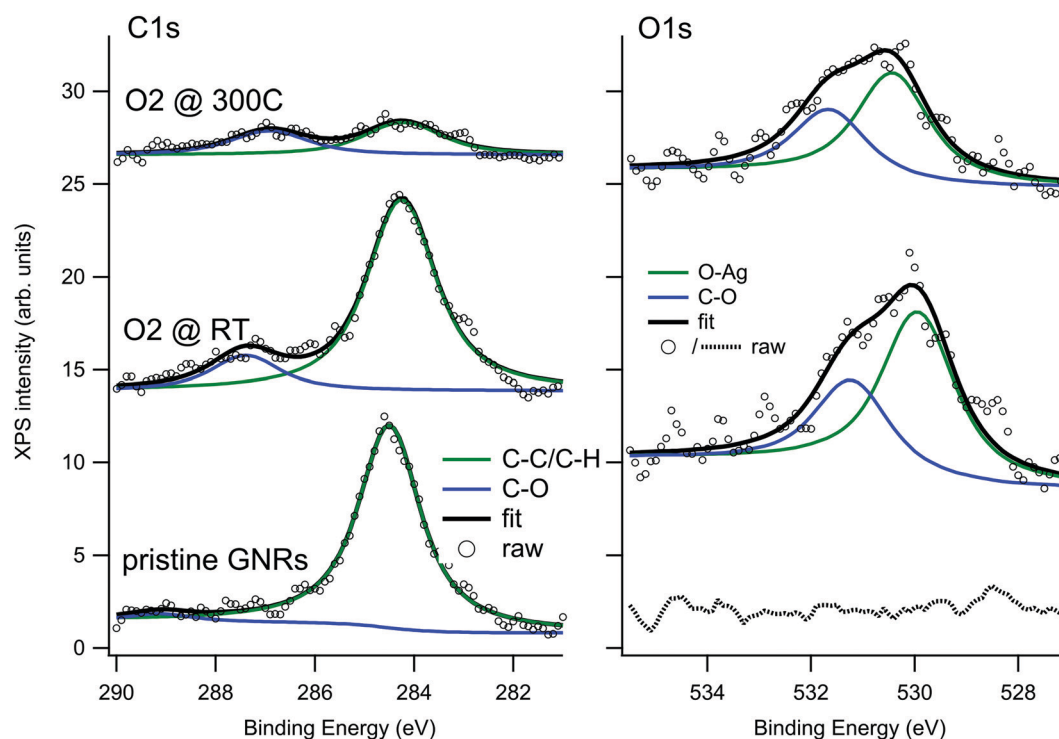 C1s
O1s
O2 @ 300C
O2 @ RT
pristine GNRs
C-C/C-H
C-O
fit
raw
O-Ag
C-O
fit
/ raw
XPS intensity (arb. units)
30
25
20
15
10
5
0
290
288
286
284
282
Binding Energy (eV)
534
532
530
528
Binding Energy (eV)